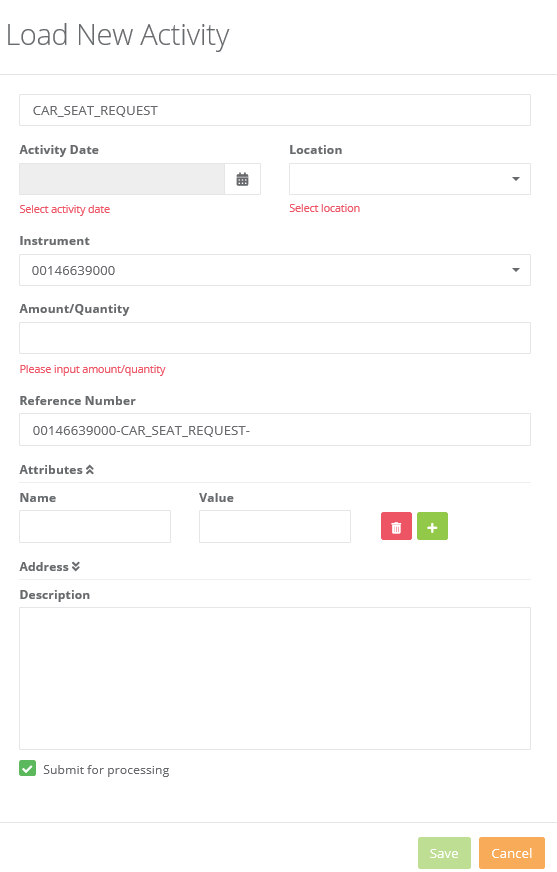 Load New Activity
CAR_SEAT_REQUEST
Activity Date Location
Select activity date Select location
Instrument
00146639000
Amount/Quantity
Please input amount/quantity
Reference Number
00146639000-CAR_SEAT_REQUEST-
Attributes
Name Value
Address
Description
Submit for processing
Save Cancel